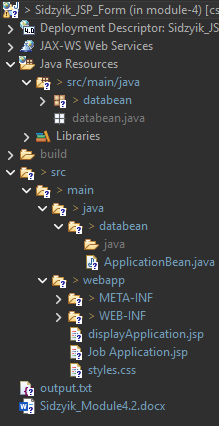 > Sidzyik_JSP_Form (in module-4) [cs
> Deployment Descriptor: Sidzyik_JS
> JAX-WS Web Services
> Java Resources
> src/main/java
> databean
databean.java
> Libraries
> build
> src
> main
> java
> databean
java
> ApplicationBean.java
> webapp
> META-INF
> WEB-INF
displayApplication.jsp
Job Application.jsp
styles.css
output.txt
Sidzyik_Module4.2.docx